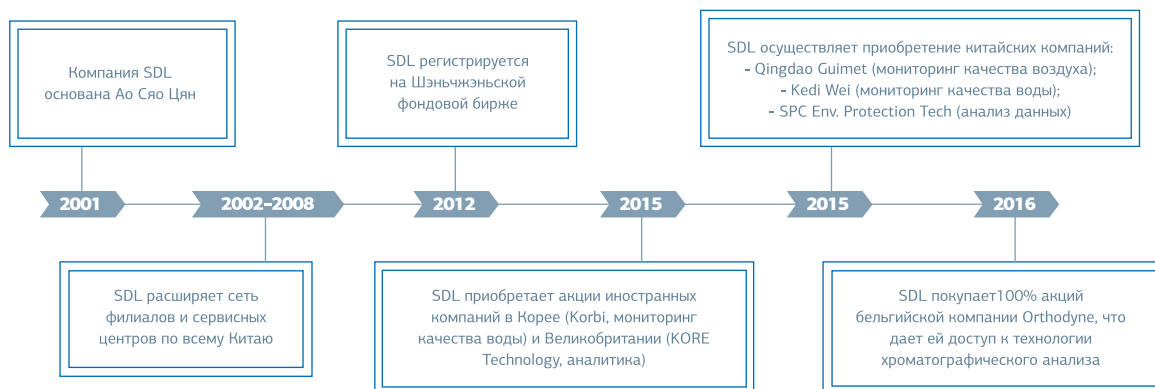 Компания SDL
основана Ао Сяо Цян
SDL регистрируется
на Шэньчжэньской
фондовой бирже
SDL осуществляет приобретение китайских компаний:
- Qingdao Guimet (мониторинг качества воздуха);
- Kedi Wei (мониторинг качества воды);
- SPC Env. Protection Tech (анализ данных)
2001
2002–2008
2012
2015
2015
2016
SDL расширяет сеть
филиалов и сервисных
центров по всему Китаю
SDL приобретает акции иностранных
компаний в Корее (Korbi, мониторинг
качества воды) и Великобритании (KORE
Technology, аналитика)
SDL покупает100% акций
бельгийской компании Orthodyne, что
дает ей доступ к технологии
хроматографического анализа